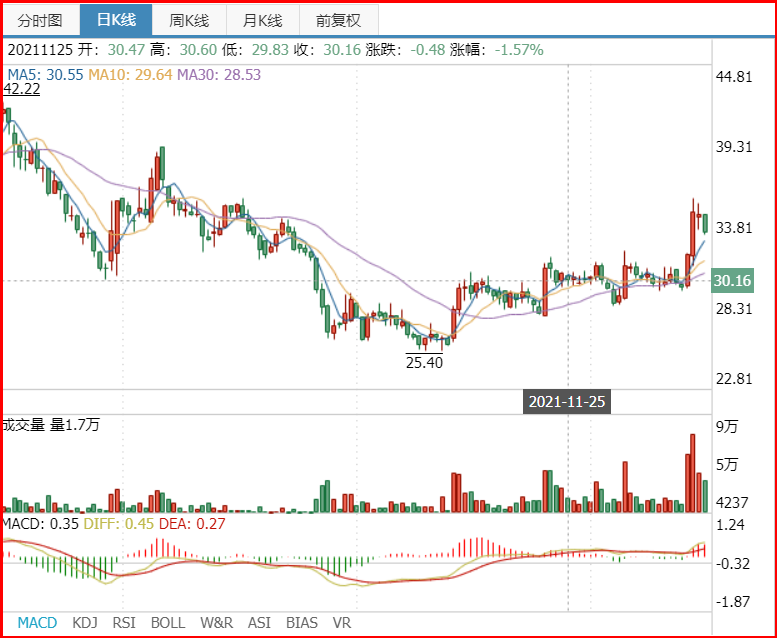 分时图 日K线 周K线 月K线 前复权
20211125 开: 30.47 高: 30.60 低: 29.83 收: 30.16 涨跌: -0.48 涨幅: -1.57%
MA5: 30.55 MA10: 29.64 MA30: 28.53
42.22
44.81
39.31
33.81
30.16
28.31
25.40
22.81
2021-11-25
成交量 量1.7万
9万
5万
4237
MACD: 0.35 DIFF: 0.45 DEA: 0.27
1.24
-0.32
-1.87
MACD KDJ RSI BOLL W&R ASI BIAS VR